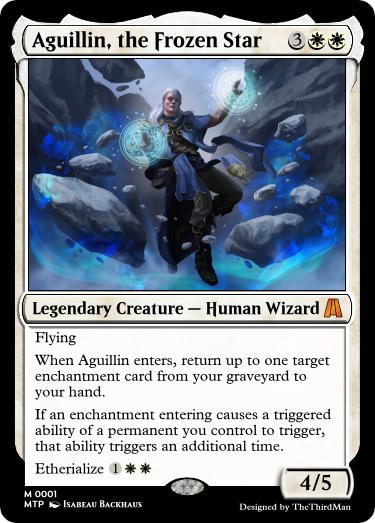 Aguillin, the Frozen Star 3
Legendary Creature — Human Wizard
Flying
When Aguillin enters, return up to one target
enchantment card from your graveyard to
your hand.
If an enchantment entering causes a triggered
ability of a permanent you control to trigger,
that ability triggers an additional time.
Etherialize 1
4/5
M 0001
MTP Isabeau Backhaus
Designed by TheThirdMan